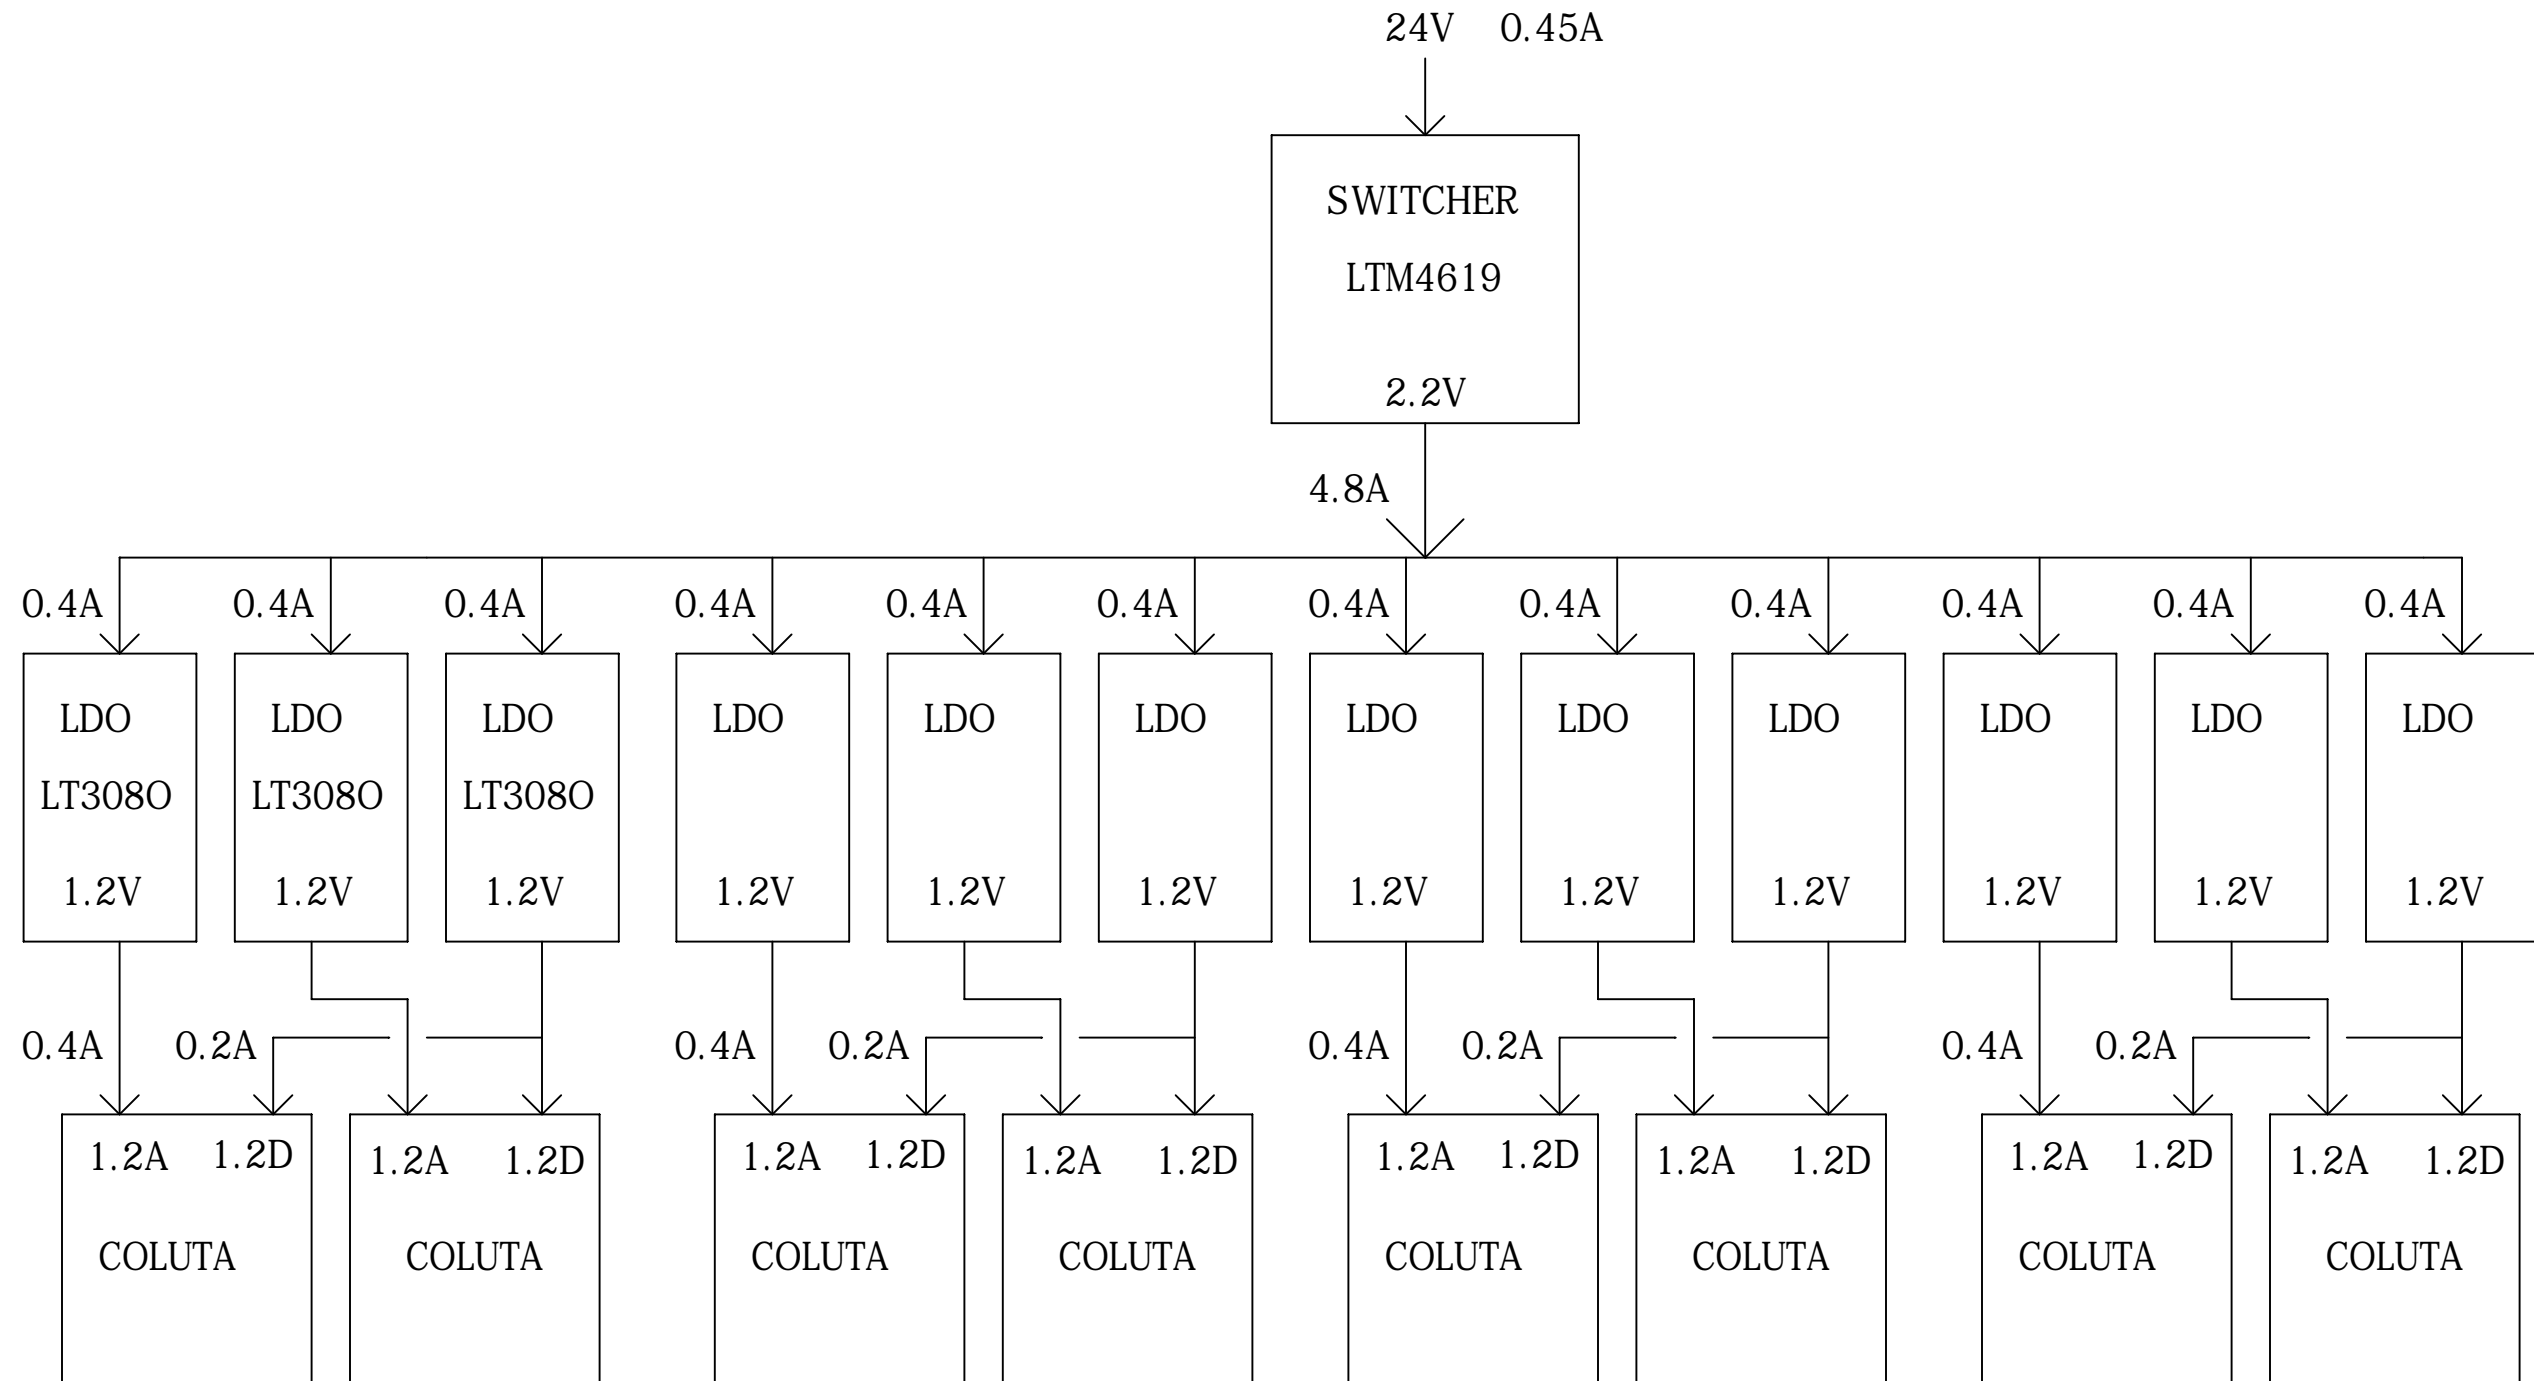 24V 0.45A
SWITCHER
LTM4619
2.2V
4.8A
0.4A 0.4A 0.4A 0.4A 0.4A 0.4A 0.4A 0.4A 0.4A 0.4A 0.4A 0.4A
LDO LDO LDO LDO LDO LDO LDO LDO LDO LDO LDO LDO
LT3080 LT3080 LT3080
1.2V 1.2V 1.2V 1.2V 1.2V 1.2V 1.2V 1.2V 1.2V 1.2V 1.2V 1.2V
0.4A 0.2A 0.4A 0.2A 0.4A 0.2A 0.4A 0.2A
1.2A 1.2D 1.2A 1.2D 1.2A 1.2D 1.2A 1.2D 1.2A 1.2D 1.2A 1.2D 1.2A 1.2D 1.2A 1.2D
COLUTA COLUTA COLUTA COLUTA COLUTA COLUTA COLUTA COLUTA